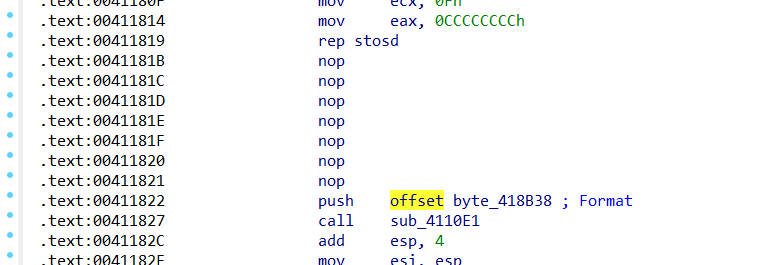 .text:0041180F mov ecx, 0Fh
.text:00411814 mov eax, 0CCCCCCCCh
.text:00411819 rep stosd
.text:0041181B nop
.text:0041181C nop
.text:0041181D nop
.text:0041181E nop
.text:0041181F nop
.text:00411820 nop
.text:00411821 nop
.text:00411822 push offset byte_418B38 ; Format
.text:00411827 call sub_4110E1
.text:0041182C add esp, 4
.text:0041182F mov esi, esp